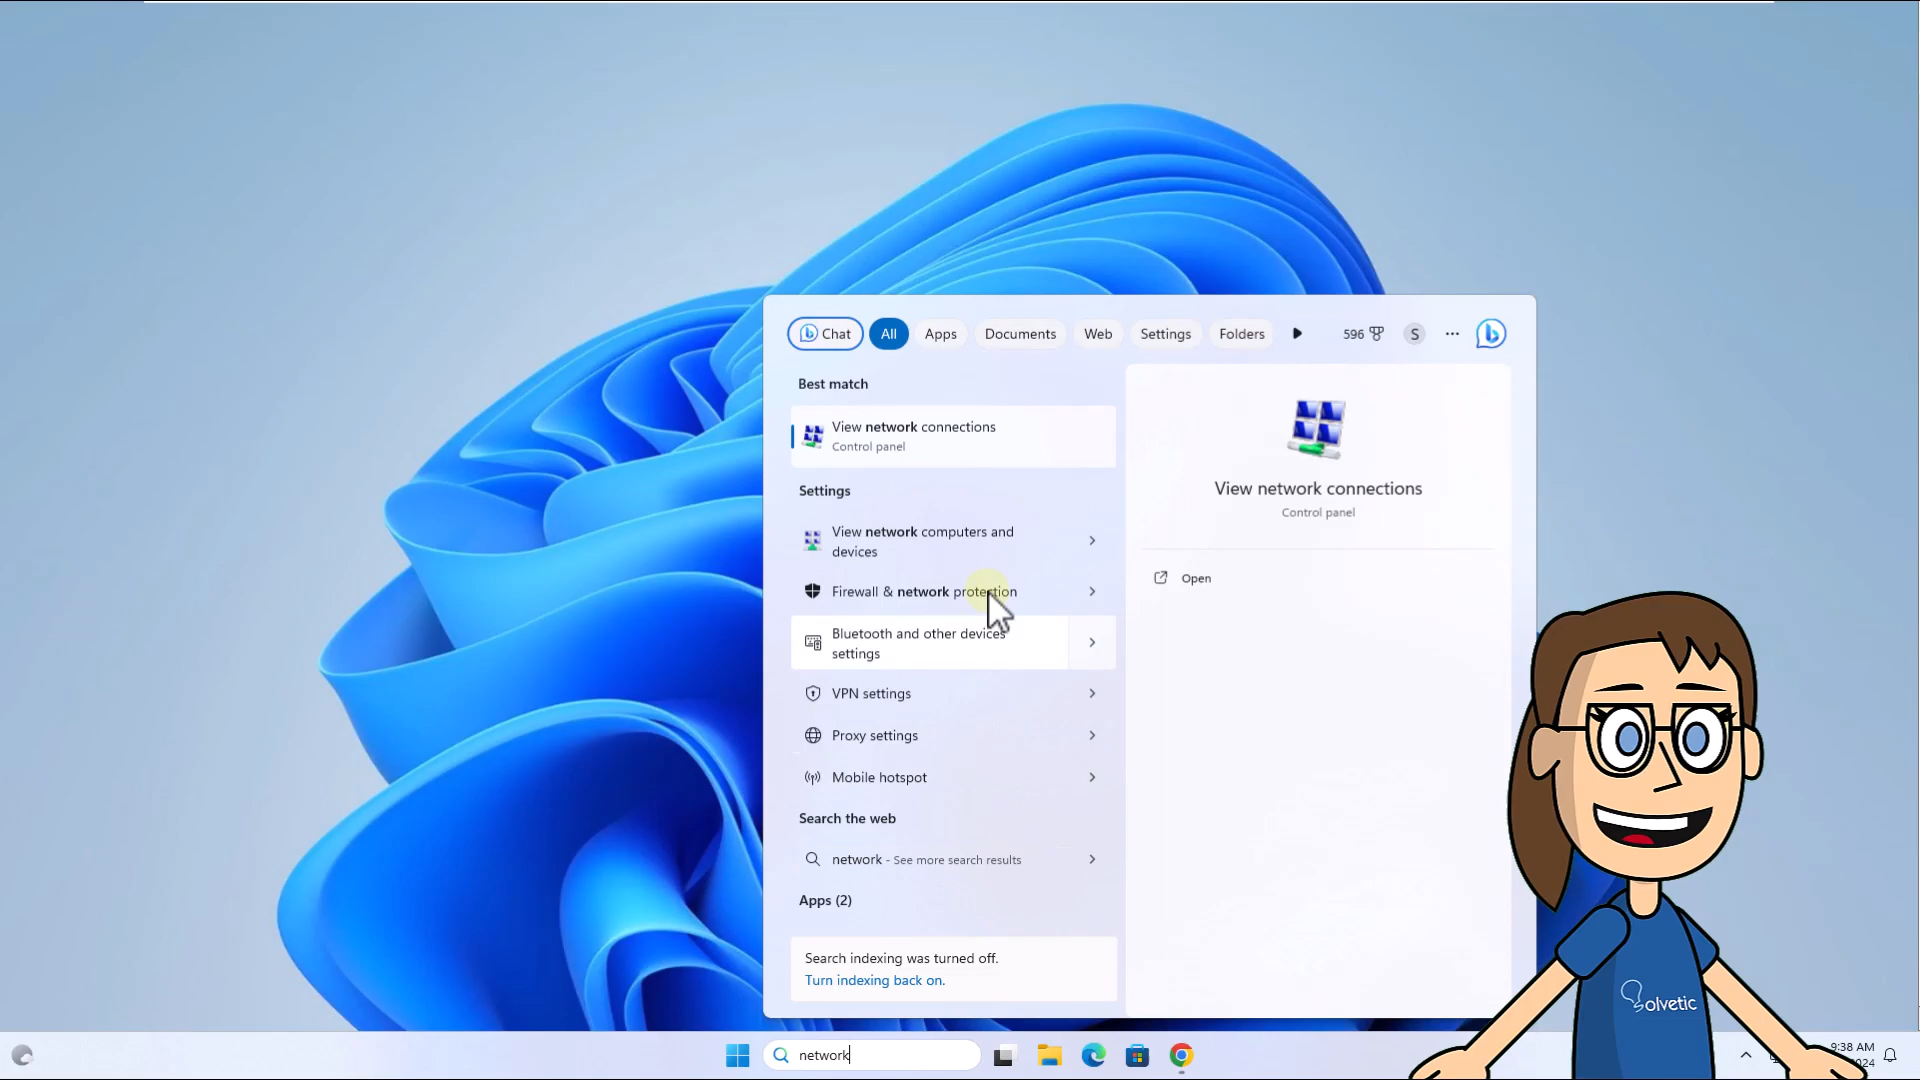 Chat All Apps Documents Web Settings Folders 596 S ...
Best match
View network connections
Control panel
Settings
View network computers and
devices
Firewall & network protection
Bluetooth and other devices
settings
VPN settings
Proxy settings
Mobile hotspot
Search the web
network - See more search results
Apps (2)
Search indexing was turned off.
Turn indexing back on.
View network connections
Control panel
Open
Solvetic
network
9:38 AM